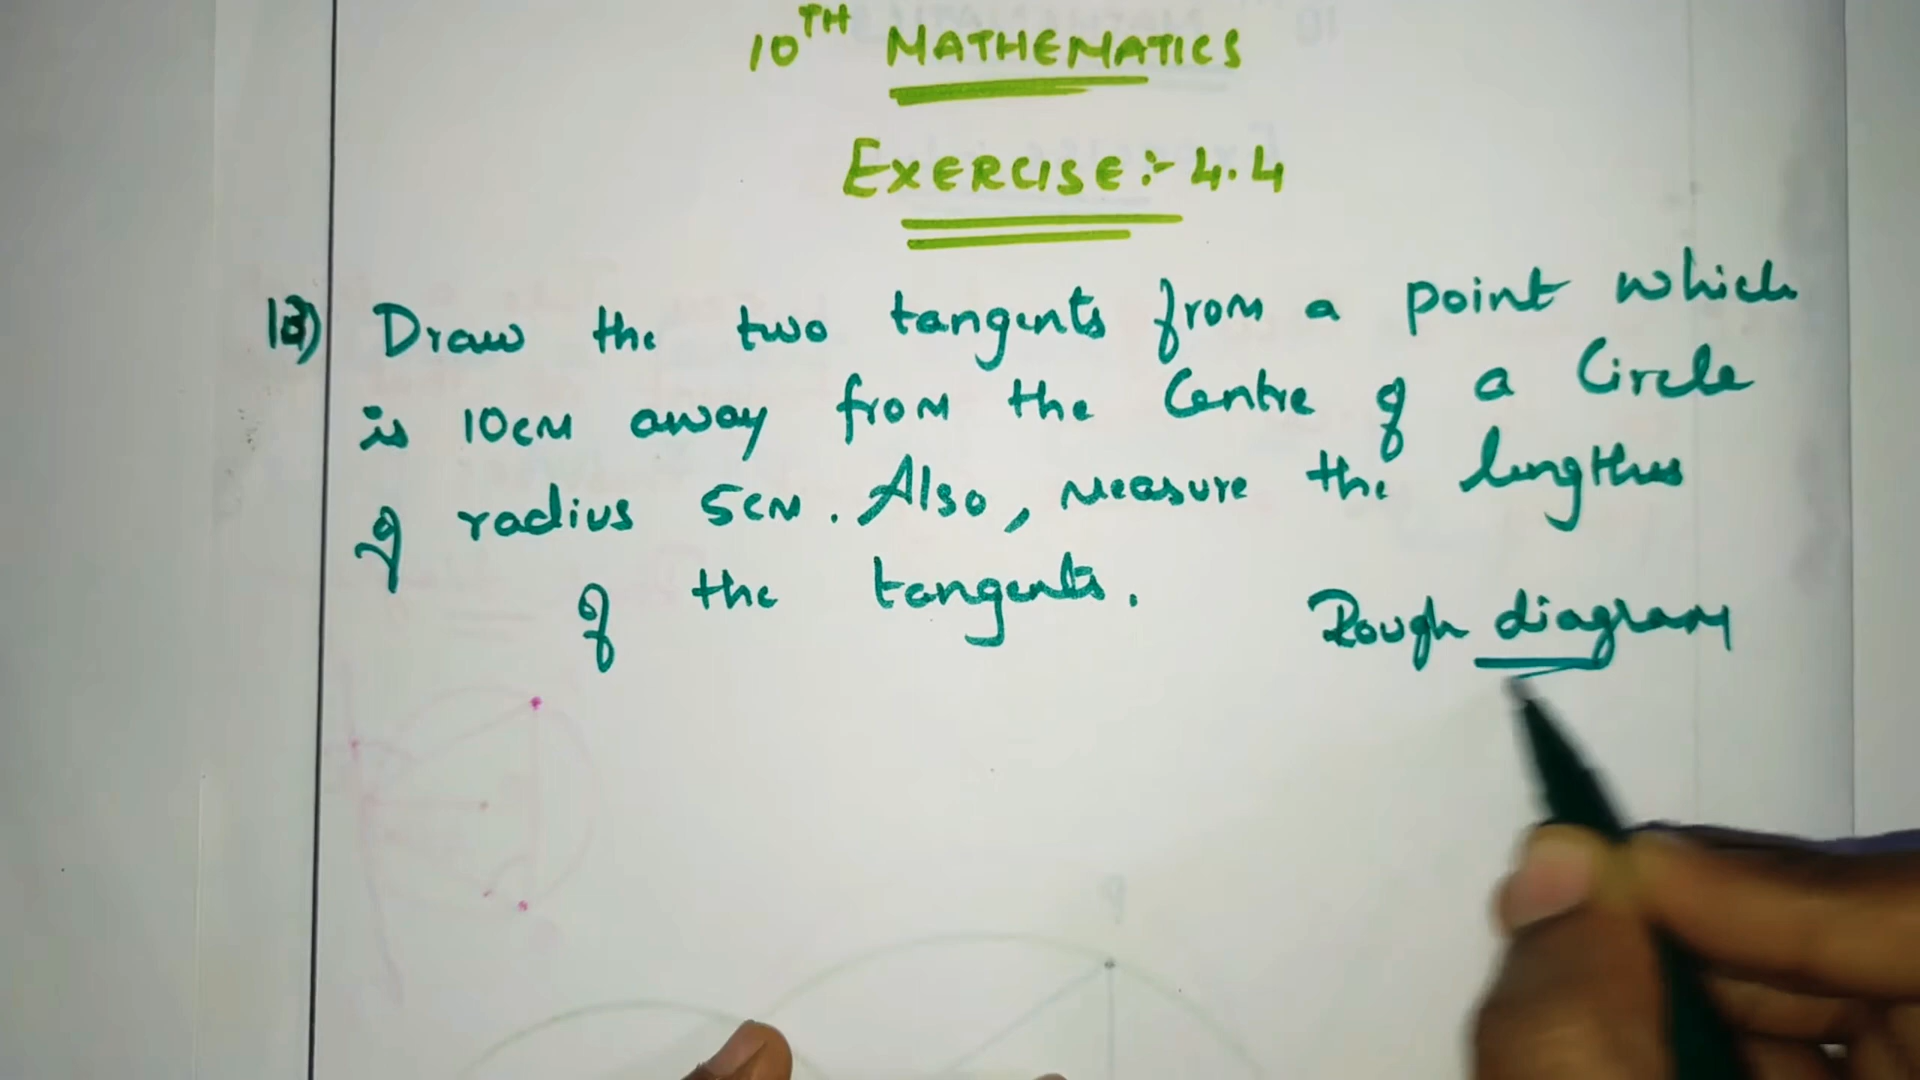 10TH MATHEMATICS
EXERCISE:- 4.4
Draw the two tangents from a point which
is 10cm away from the Centre of a Circle
of radius 5cm. Also, measure the lengths
of the tangents.
Rough diagram